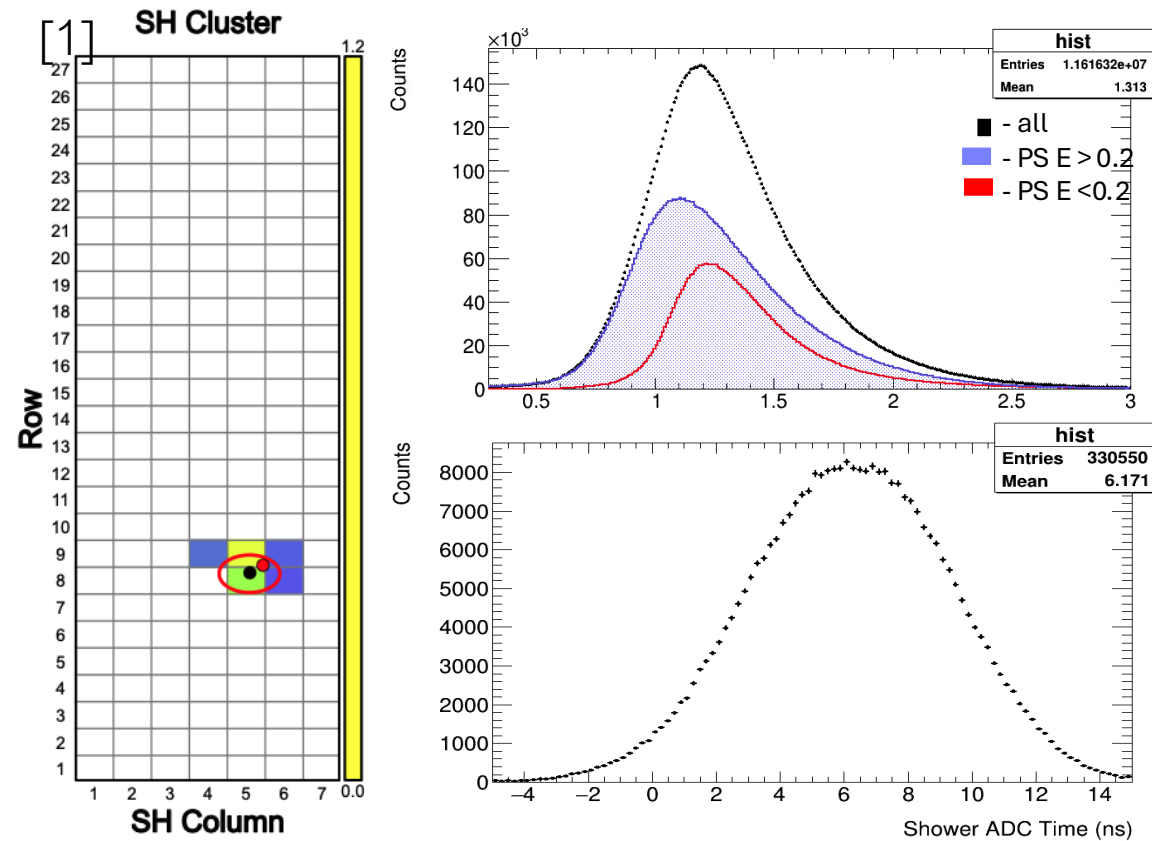 [1]
SH Cluster
1.2
27
26
25
24
23
22
21
20
19
18
17
16
15
14
13
12
11
10
9
8
7
6
5
4
3
2
1
Row
0.0
1 2 3 4 5 6 7
SH Column
×10³
Counts
140
120
100
80
60
40
20
0
0.5 1 1.5 2 2.5 3
hist
Entries 1.161632e+07
Mean 1.313
- all
- PS E > 0.2
- PS E <0.2
Counts
8000
7000
6000
5000
4000
3000
2000
1000
0
−4 −2 0 2 4 6 8 10 12 14
hist
Entries 330550
Mean 6.171
Shower ADC Time (ns)